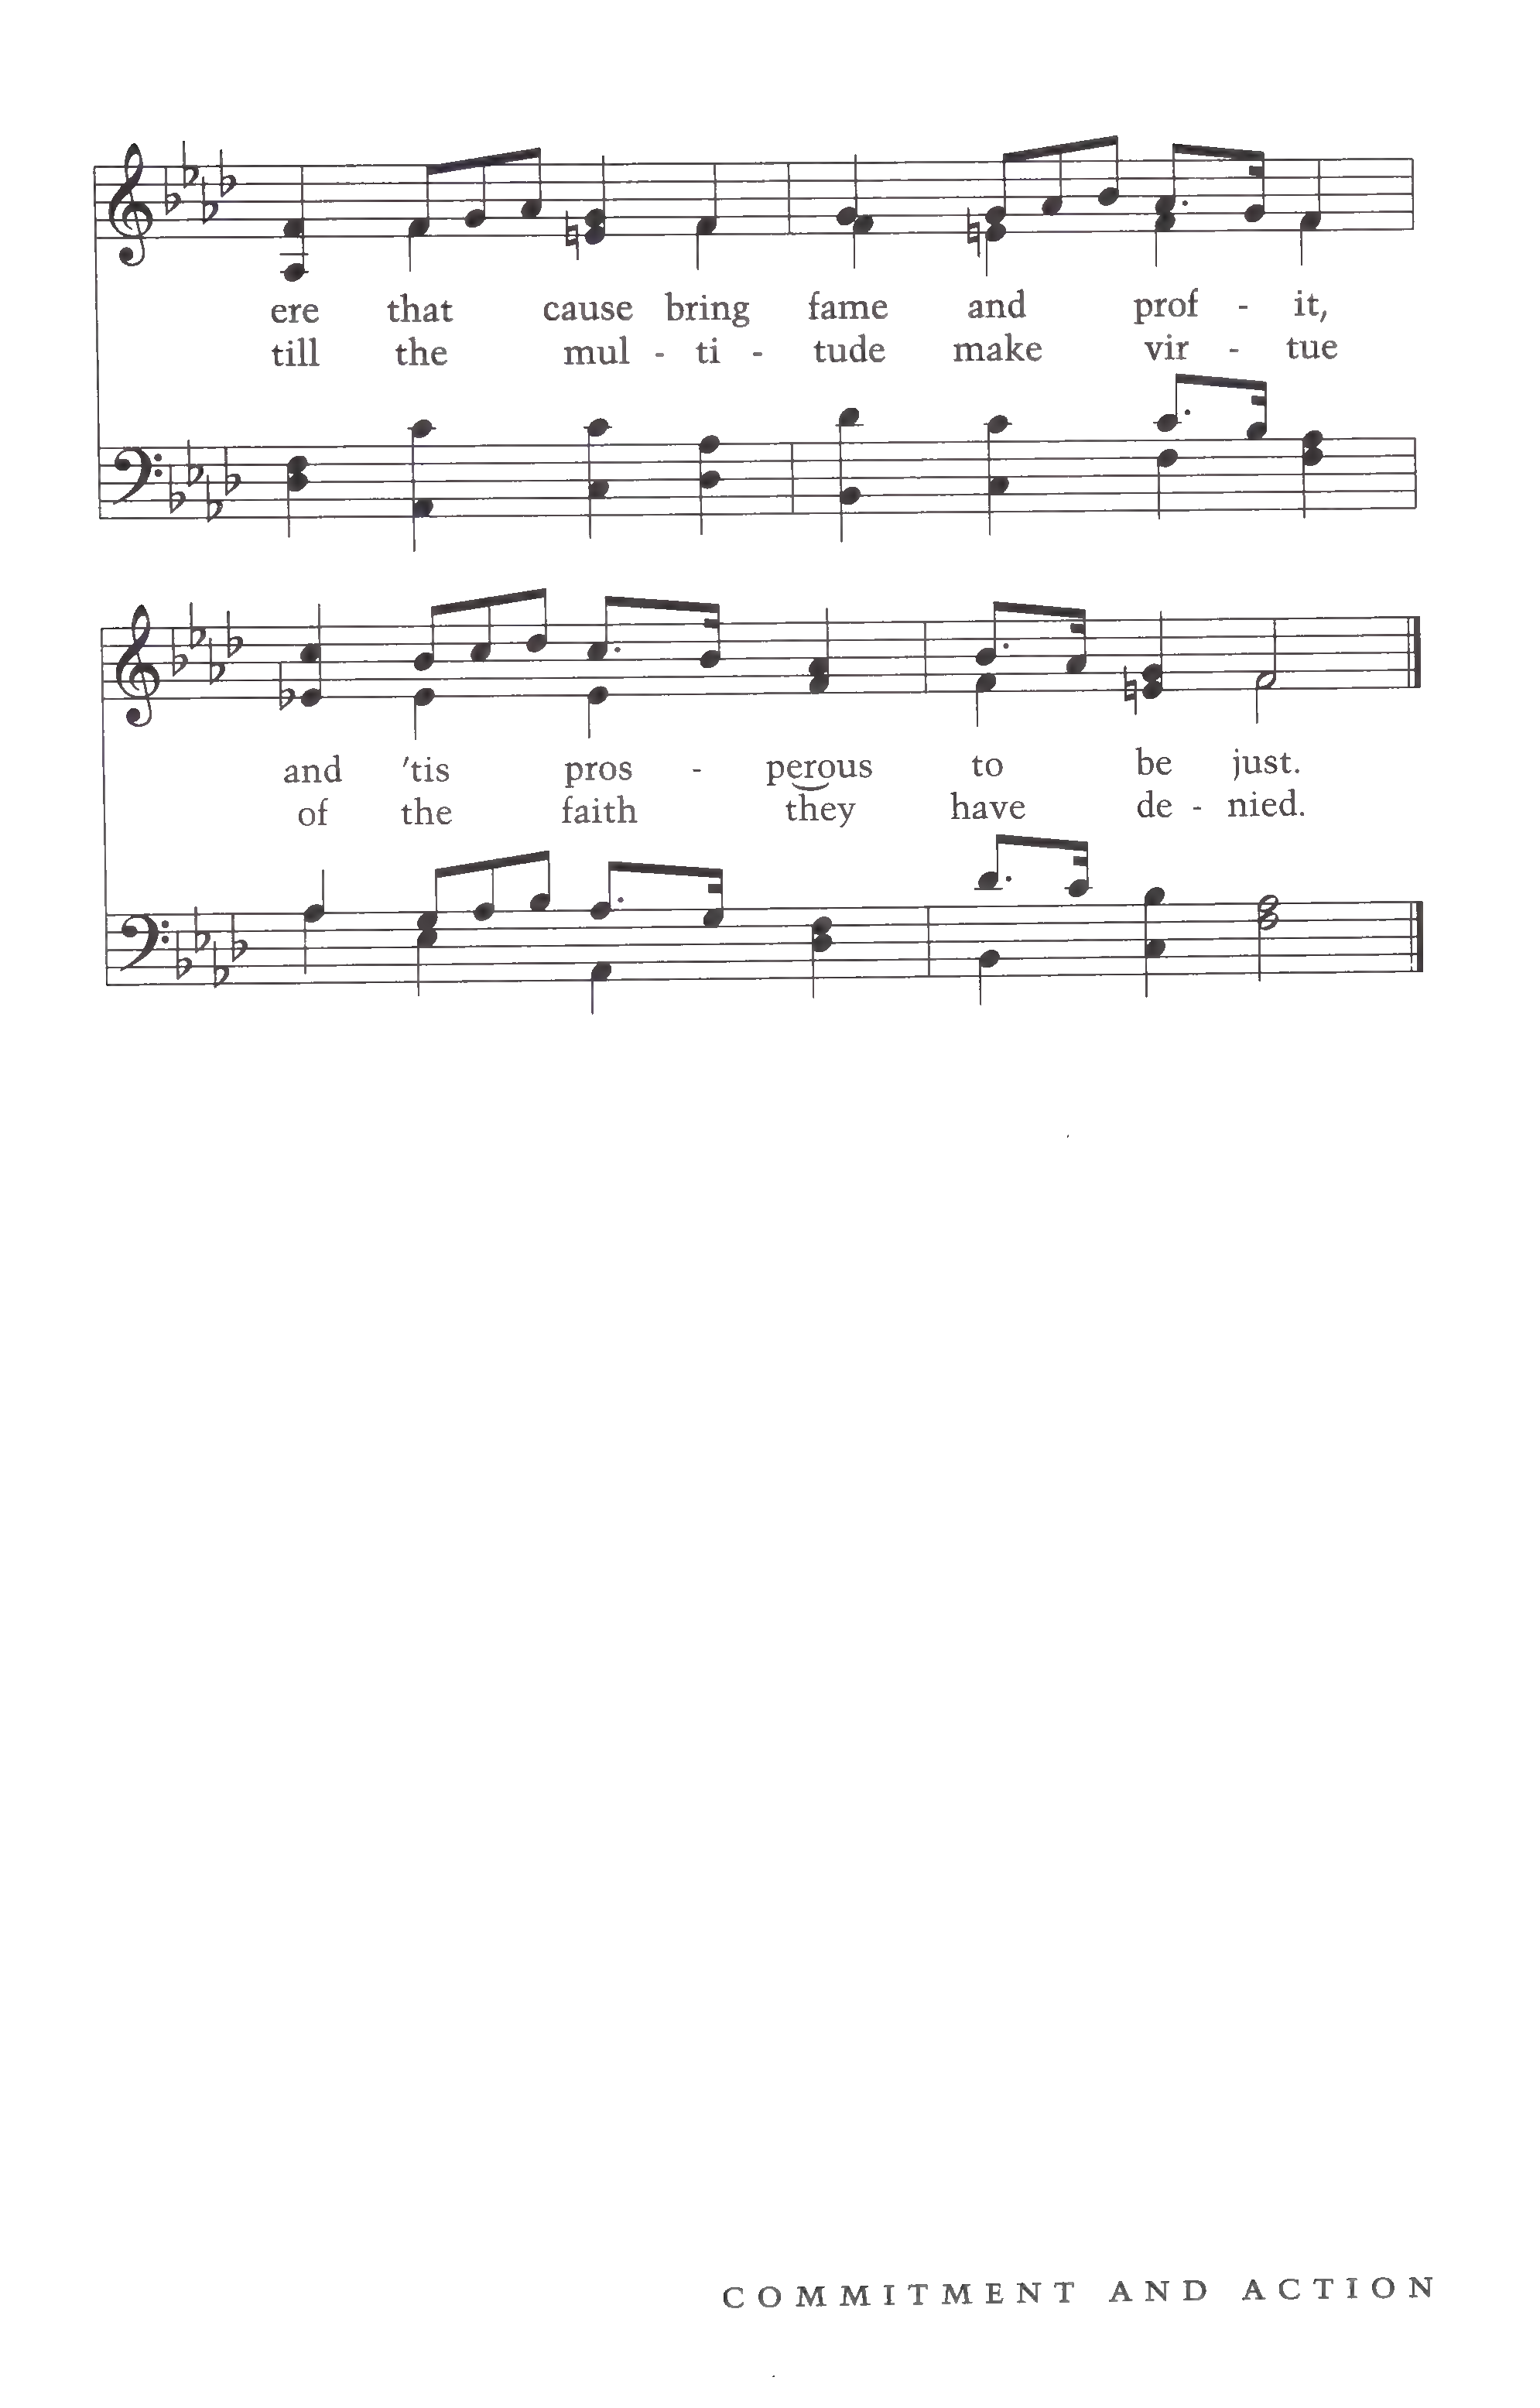 ere that cause bring fame and prof - it,
till the mul - ti - tude make vir - tue
and 'tis pros - perous to be just.
of the faith they have de - nied.
COMMITMENT AND ACTION